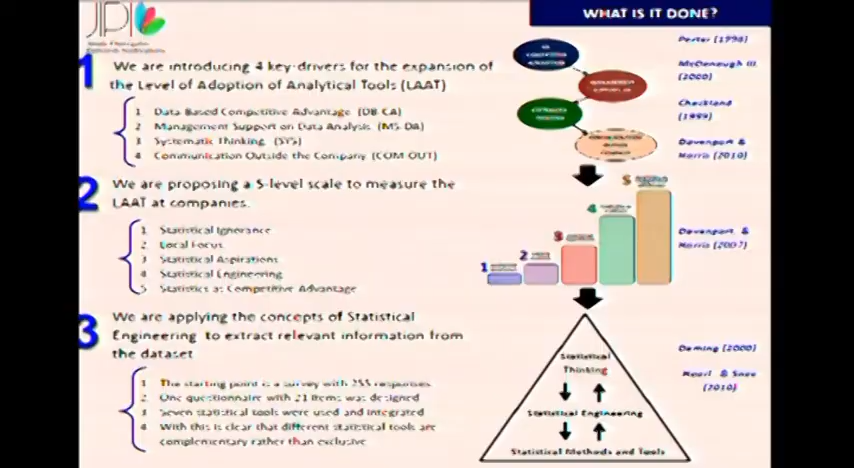 JPI
WHAT IS IT DONE?
1
We are introducing 4 key-drivers for the expansion of
the Level of Adoption of Analytical Tools (LAAT)
1 Data Based Competitive Advantage (DB-CA)
2 Management Support on Data Analysis (MS-DA)
3 Systematic Thinking (SYS)
4 Communication Outside the Company (COM-OUT)
2
We are proposing a 5-level scale to measure the
LAAT at companies.
1 Statistical Ignorance
2 Local Focus
3 Statistical Aspirations
4 Statistical Engineering
5 Statistics as Competitive Advantage
3
We are applying the concepts of Statistical
Engineering to extract relevant information from
the dataset
1 The starting point is a survey with 255 responses
2 One questionnaire with 21 items was designed
3 Seven statistical tools were used and integrated
4 With this is clear that different statistical tools are
complementary rather than exclusive
Porter (1998)
(2000)
Checkland
(1999)
Davenport &
Harris (2010)
1
2
3
4
5
Davenport &
Harris (2007)
Statistical
Thinking
Statistical Engineering
Statistical Methods and Tools
Deming (2000)
Hoerl & Snee
(2010)